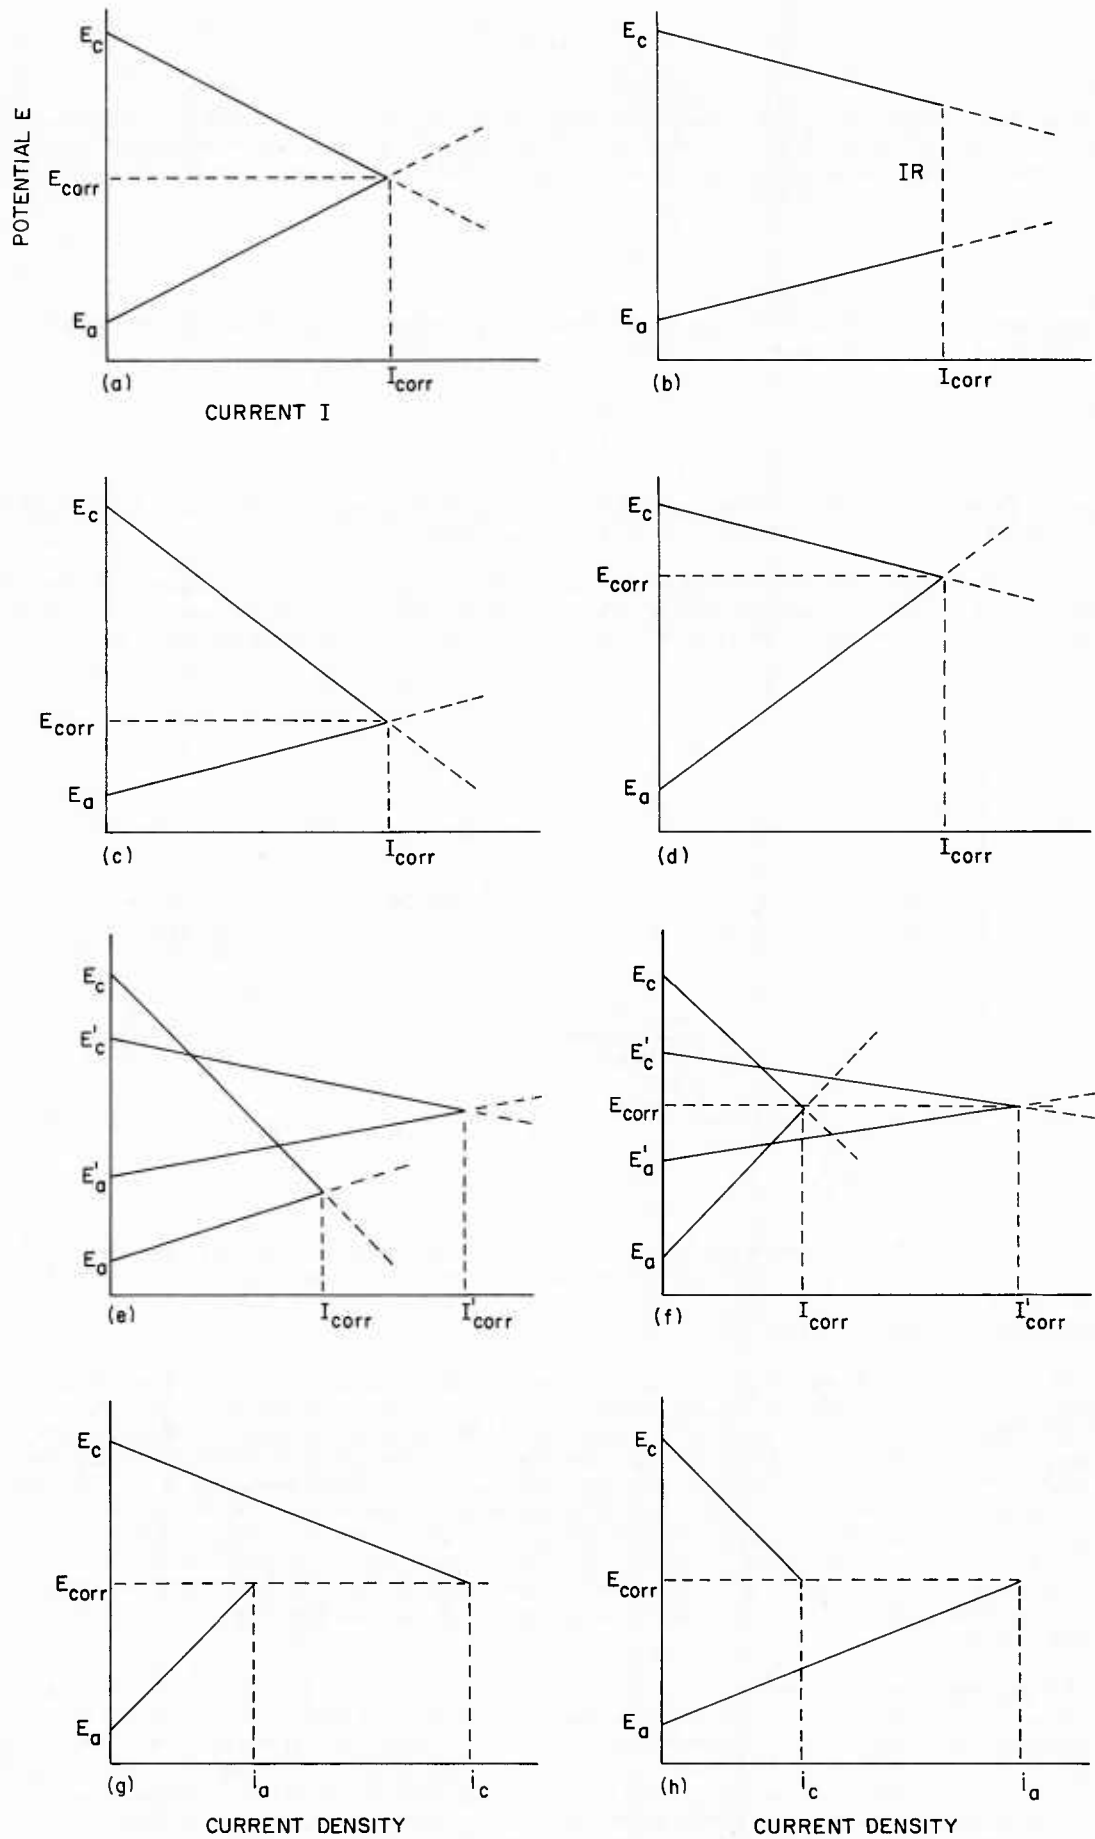 POTENTIAL E
E_c
E_corr
E_a
(a)
I_corr
CURRENT I
E_c
IR
E_a
(b)
I_corr
E_c
E_corr
E_a
(c)
I_corr
E_c
E_corr
E_a
(d)
I_corr
E_c
E'_c
E'_a
E_a
(e)
I_corr
I'_corr
E_c
E'_c
E_corr
E'_a
E_a
(f)
I_corr
I'_corr
E_c
E_corr
E_a
(g)
i_a
i_c
CURRENT DENSITY
E_c
E_corr
E_a
(h)
i_c
i_a
CURRENT DENSITY